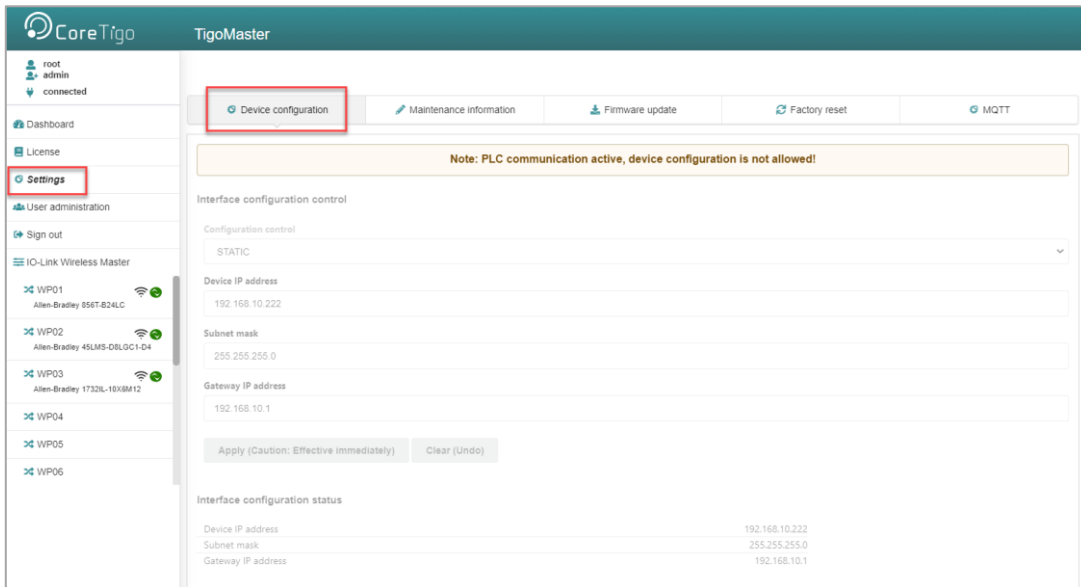 CoreTigo
TigoMaster
root
admin
connected
Dashboard
License
Settings
User administration
Sign out
IO-Link Wireless Master
WP01
Allen-Bradley 856T-B24LC
WP02
Allen-Bradley 45LMS-D8LGC1-D4
WP03
Allen-Bradley 1732IL-10X6M12
WP04
WP05
WP06
Device configuration
Maintenance information
Firmware update
Factory reset
MQTT
Note: PLC communication active, device configuration is not allowed!
Interface configuration control
Configuration control
STATIC
Device IP address
192.168.10.222
Subnet mask
255.255.255.0
Gateway IP address
192.168.10.1
Apply (Caution: Effective immediately)
Clear (Undo)
Interface configuration status
Device IP address 192.168.10.222
Subnet mask 255.255.255.0
Gateway IP address 192.168.10.1